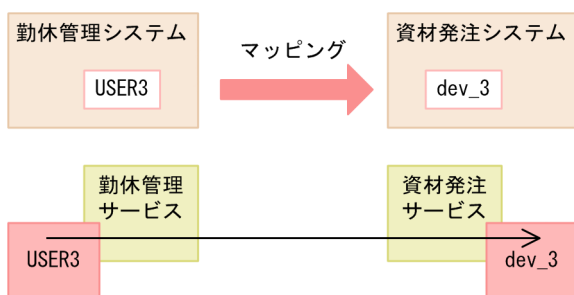 勤休管理システム
マッピング
資材発注システム
USER3
dev_3
勤休管理
サービス
資材発注
サービス
USER3
dev_3